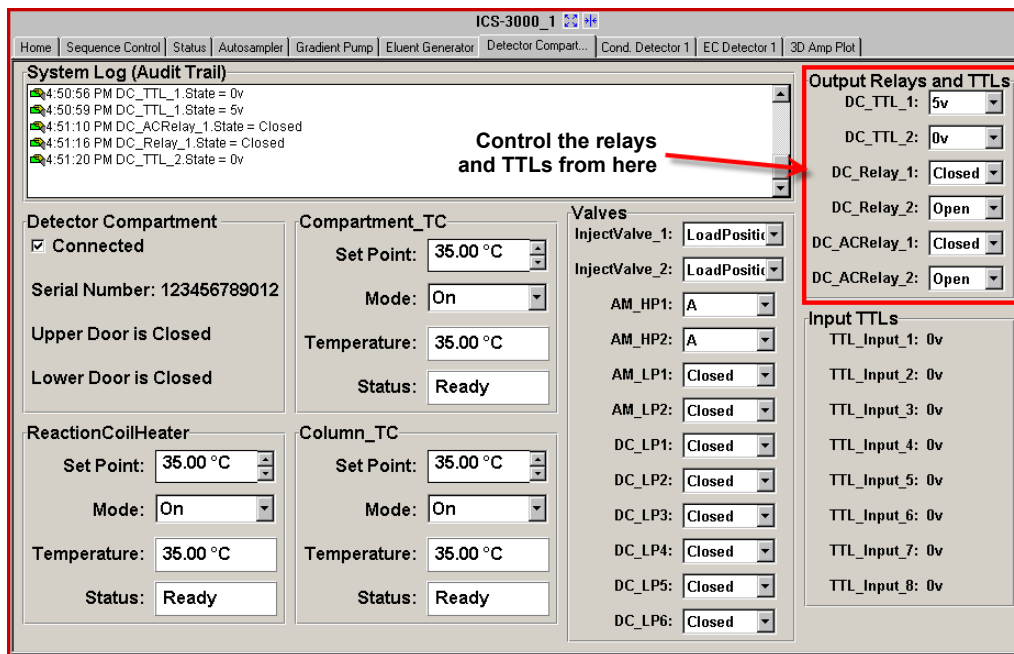 ICS-3000_1
Home Sequence Control Status Autosampler Gradient Pump Eluent Generator Detector Compart... Cond. Detector 1 EC Detector 1 3D Amp Plot
System Log (Audit Trail)
4:50:56 PM DC_TTL_1.State = 0v
4:50:59 PM DC_TTL_1.State = 5v
4:51:10 PM DC_ACRelay_1.State = Closed
4:51:16 PM DC_Relay_1.State = Closed
4:51:20 PM DC_TTL_2.State = 0v
Control the relays
and TTLs from here
Output Relays and TTLs
DC_TTL_1: 5v
DC_TTL_2: 0v
DC_Relay_1: Closed
DC_Relay_2: Open
DC_ACRelay_1: Closed
DC_ACRelay_2: Open
Detector Compartment
Connected
Serial Number: 123456789012
Upper Door is Closed
Lower Door is Closed
Compartment_TC
Set Point: 35.00 °C
Mode: On
Temperature: 35.00 °C
Status: Ready
Valves
InjectValve_1: LoadPositic
InjectValve_2: LoadPositic
AM_HP1: A
AM_HP2: A
AM_LP1: Closed
AM_LP2: Closed
DC_LP1: Closed
DC_LP2: Closed
DC_LP3: Closed
DC_LP4: Closed
DC_LP5: Closed
DC_LP6: Closed
Input TTLs
TTL_Input_1: 0v
TTL_Input_2: 0v
TTL_Input_3: 0v
TTL_Input_4: 0v
TTL_Input_5: 0v
TTL_Input_6: 0v
TTL_Input_7: 0v
TTL_Input_8: 0v
ReactionCoilHeater
Set Point: 35.00 °C
Mode: On
Temperature: 35.00 °C
Status: Ready
Column_TC
Set Point: 35.00 °C
Mode: On
Temperature: 35.00 °C
Status: Ready